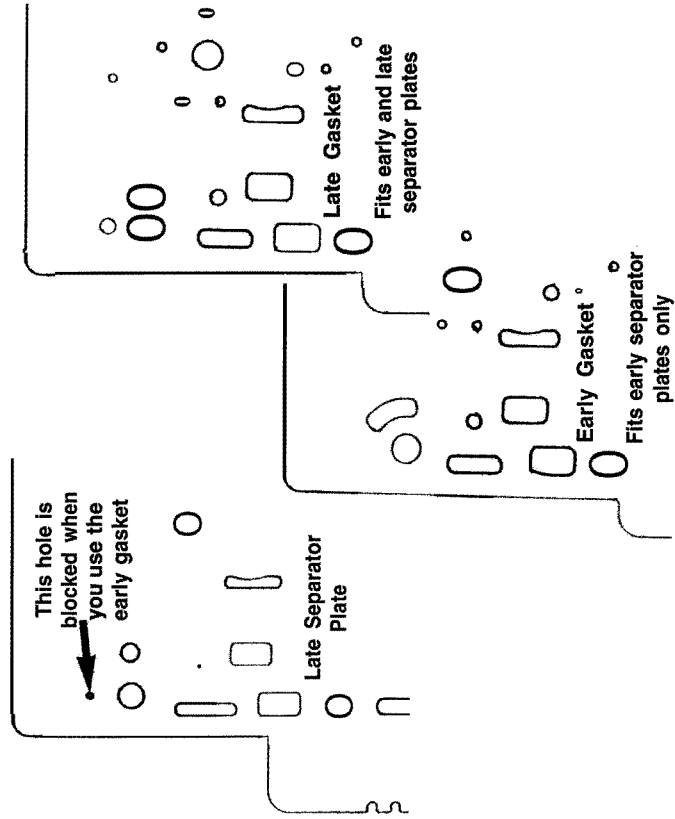 This hole is
blocked when
you use the
early gasket
Late Separator
Plate
Late Gasket
Fits early and late
separator plates
Early Gasket
Fits early separator
plates only